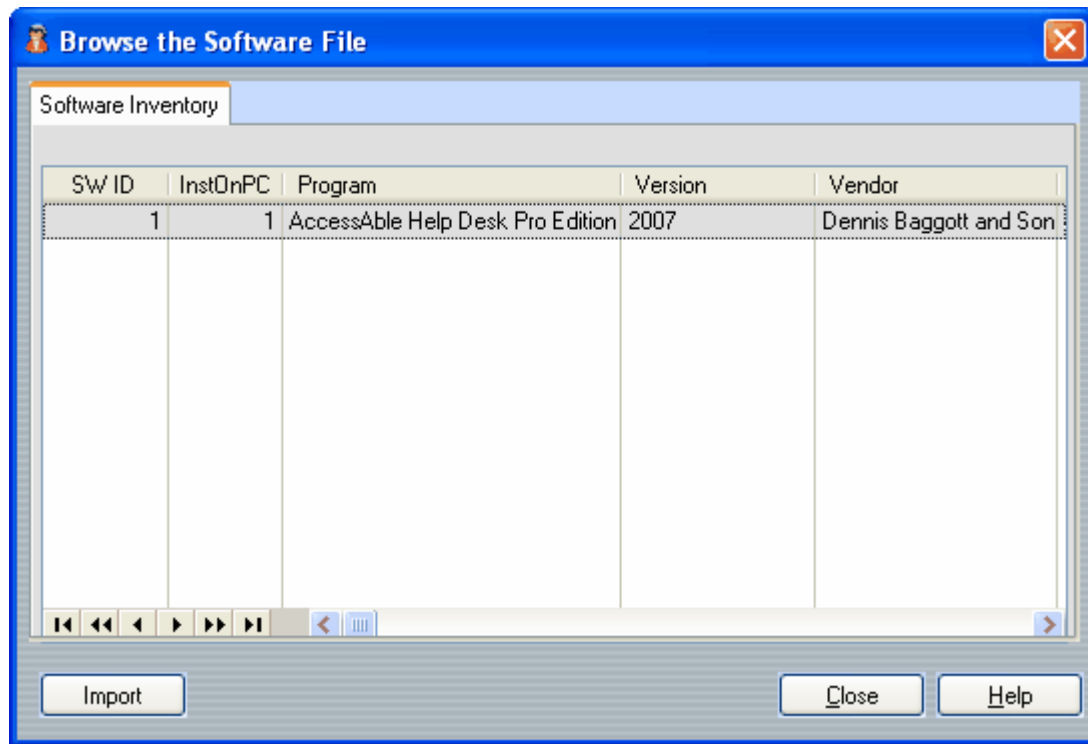 Browse the Software File
Software Inventory
SW ID InstOnPC Program Version Vendor
1 1 AccessAble Help Desk Pro Edition 2007 Dennis Baggott and Son
Import Close Help